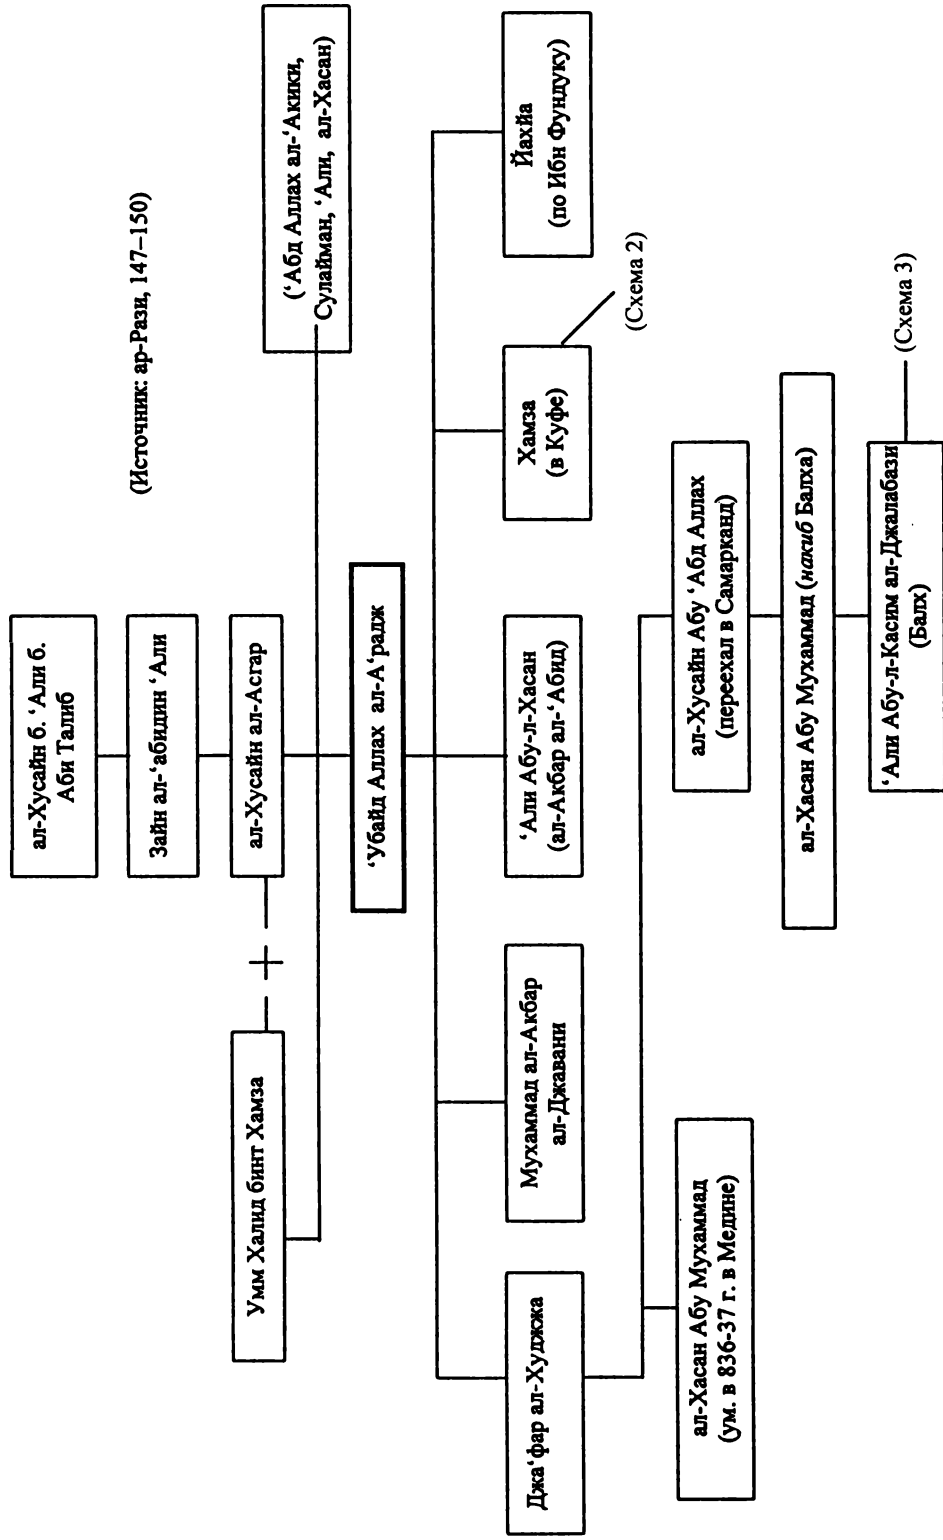 ал-Хусайн б. ‘Али б.
Аби Талиб
(Источник: ар-Рази, 147–150)
Зайн ал-‘абидин ‘Али
Умм Халид бинт Хамза
ал-Хусайн ал-Асгар
(‘Абд Аллах ал-‘Акики,
Сулайман, ‘Али, ал-Хасан)
‘Убайд Аллах ал-А‘радж
Джа‘фар ал-Худжжа
Мухаммад ал-Акбар
ал-Джавани
‘Али Абу-л-Хасан
(ал-Акбар ал-‘Абид)
Хамза
(в Куфе)
Йахйа
(по Ибн Фундуку)
(Схема 2)
ал-Хасан Абу Мухаммад
(ум. в 836-37 г. в Медине)
ал-Хусайн Абу ‘Абд Аллах
(переехал в Самарканд)
ал-Хасан Абу Мухаммад (накиб Балха)
‘Али Абу-л-Касим ал-Джалабази
(Балх)
(Схема 3)